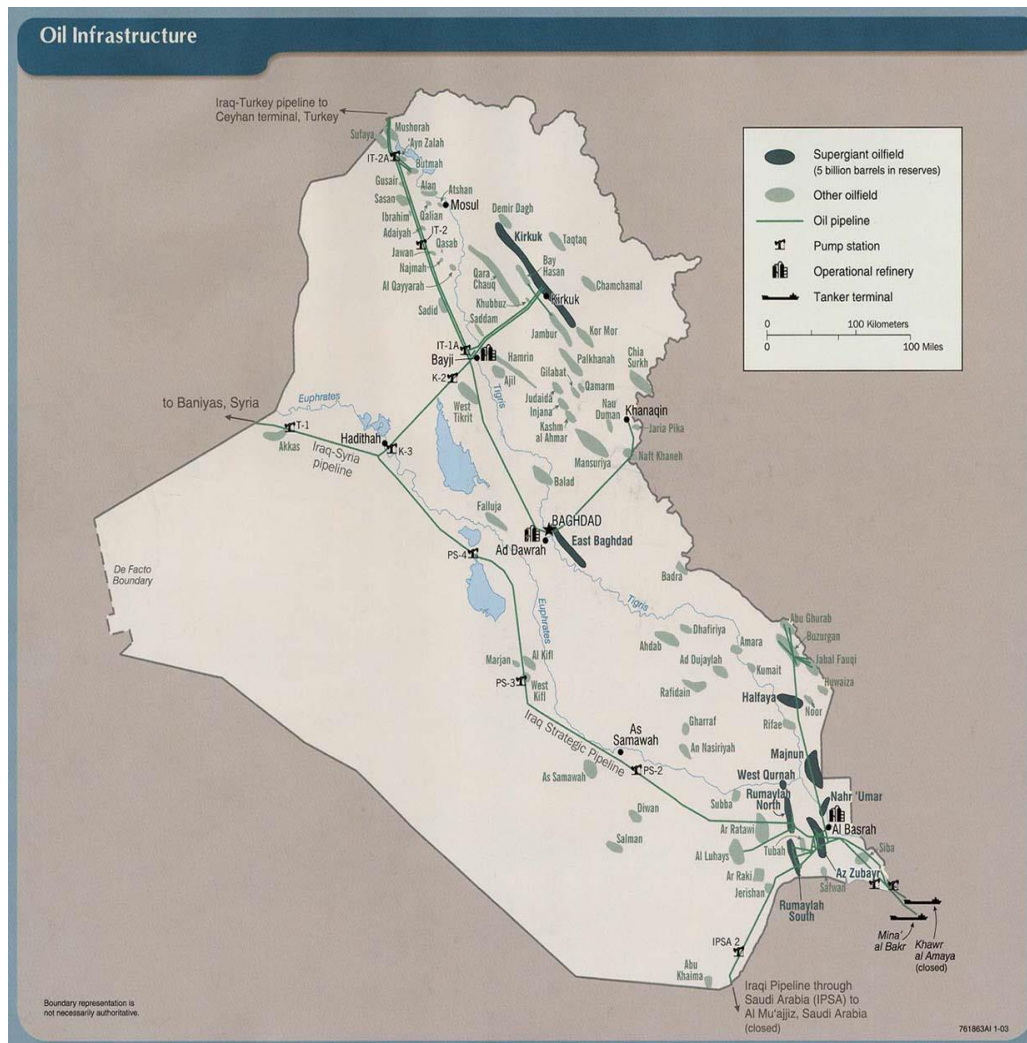 Oil Infrastructure
Iraq-Turkey pipeline to
Ceyhan terminal, Turkey
Supergiant oilfield
(5 billion barrels in reserves)
Other oilfield
Oil pipeline
Pump station
Operational refinery
Tanker terminal
0
100 Kilometers
0
100 Miles
Mushorah
Sufaya
'Ayn Zalah
IT-2A
Butmah
Gusair
Alan
Atshan
Sasan
Mosul
Ibrahim
Qalian
Demir Dagh
Adaiyah
IT-2
Kirkuk
Taqtaq
Jawan
Qasab
Najmah
Bay
Hasan
Qara
Chauq
Al Qayyarah
Chamchamal
Khubbuz
Kirkuk
Sadid
Saddam
Jambur
Kor Mor
IT-1A
Bayji
Hamrin
Palkhanah
Chia
Surkh
K-2
Ajil
Gilabat
Qamarm
Judaida
West
Tikrit
Tigris
Injana
Nau
Duman
Khanaqin
to Baniyas, Syria
Euphrates
T-1
Kashm
al Ahmar
Jaria Pika
Hadithah
K-3
Akkas
Iraq-Syria
pipeline
Mansuriya
Naft Khaneh
Balad
Falluja
BAGHDAD
Ad Dawrah
East Baghdad
PS-4
De Facto
Boundary
Badra
Euphrates
Tigris
Abu Ghurab
Dhafiriya
Buzurgan
Ahdab
Amara
Marjan
Al Kifl
Ad Dujaylah
Kumait
Jabal Fauqi
PS-3
West
Kifl
Rafidain
Huwaiza
Halfaya
Noor
Iraq Strategic Pipeline
Gharraf
Rifae
As
Samawah
An Nasiriyah
Majnun
As Samawah
PS-2
West Qurnah
Rumaylah
North
Nahr 'Umar
Subba
Diwan
Ar Ratawi
Al Basrah
Salman
Al Luhays
Tubah
Siba
Az Zubayr
Ar Raki
Safwan
Jerishan
Rumaylah
South
Mina'
al Bakr
Khawr
al Amaya
(closed)
IPSA 2
Abu
Khaima
Iraqi Pipeline through
Saudi Arabia (IPSA) to
Al Mu'ajjiz, Saudi Arabia
(closed)
Boundary representation is
not necessarily authoritative.
761863AI 1-03